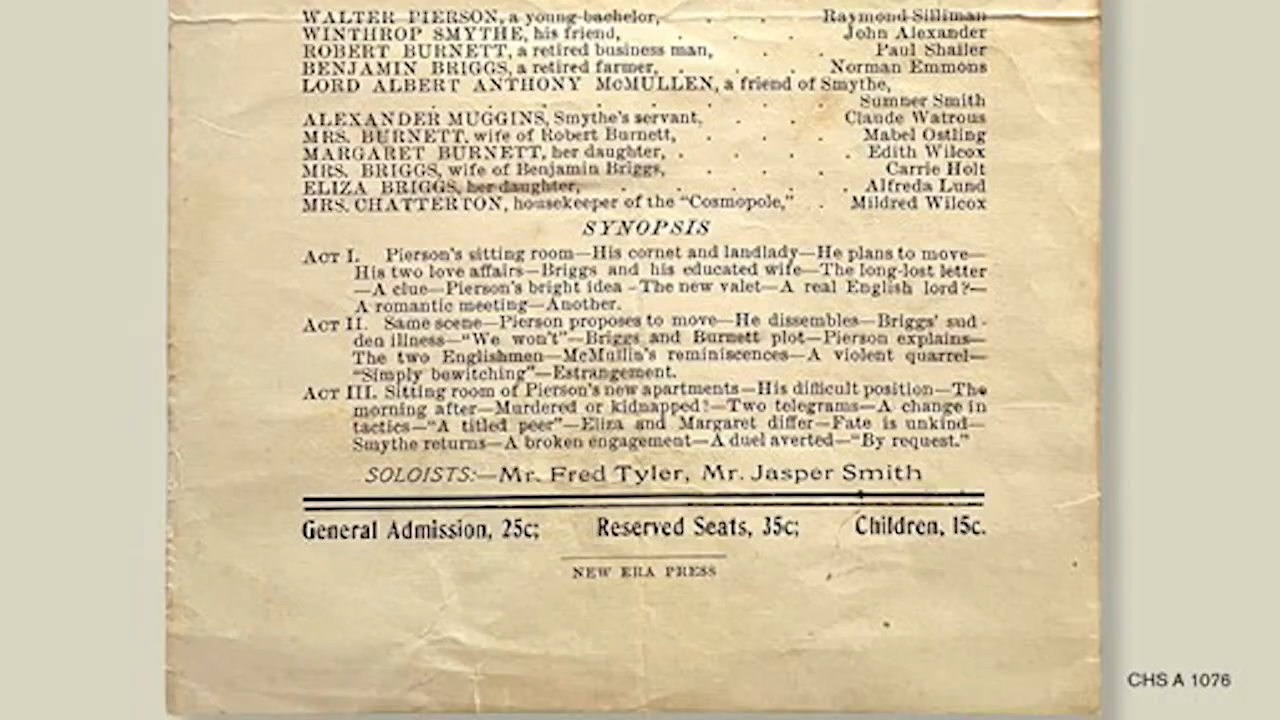 WALTER PIERSON, a young bachelor, . . Raymond Silliman
WINTHROP SMYTHE, his friend, . . . John Alexander
ROBERT BURNETT, a retired business man, . . Paul Shailer
BENJAMIN BRIGGS, a retired farmer, . . . Norman Emmons
LORD ALBERT ANTHONY McMULLEN, a friend of Smythe,
. . . . . . . . Sumner Smith
ALEXANDER MUGGINS, Smythe's servant, . . Claude Watrous
MRS. BURNETT, wife of Robert Burnett, . . . Mabel Ostling
MARGARET BURNETT, her daughter, . . . . Edith Wilcox
MRS. BRIGGS, wife of Benjamin Briggs, . . . Carrie Holt
ELIZA BRIGGS, her daughter, . . . . . Alfreda Lund
MRS. CHATTERTON, housekeeper of the "Cosmopole," . Mildred Wilcox
SYNOPSIS
ACT I. Pierson's sitting room—His cornet and landlady—He plans to move—
His two love affairs—Briggs and his educated wife—The long-lost letter
—A clue—Pierson's bright idea -The new valet—A real English lord?—
A romantic meeting—Another.
ACT II. Same scene—Pierson proposes to move—He dissembles—Briggs' sud-
den illness—"We won't"—Briggs and Burnett plot—Pierson explains—
The two Englishmen—McMullin's reminiscences—A violent quarrel—
"Simply bewitching"—Estrangement.
ACT III. Sitting room of Pierson's new apartments—His difficult position—The
morning after—Murdered or kidnapped?—Two telegrams—A change in
tactics—"A titled peer"—Eliza and Margaret differ—Fate is unkind—
Smythe returns—A broken engagement—A duel averted—"By request."
SOLOISTS:—Mr. Fred Tyler, Mr. Jasper Smith
General Admission, 25c; Reserved Seats, 35c; Children, 15c.
NEW ERA PRESS
CHS A 1076